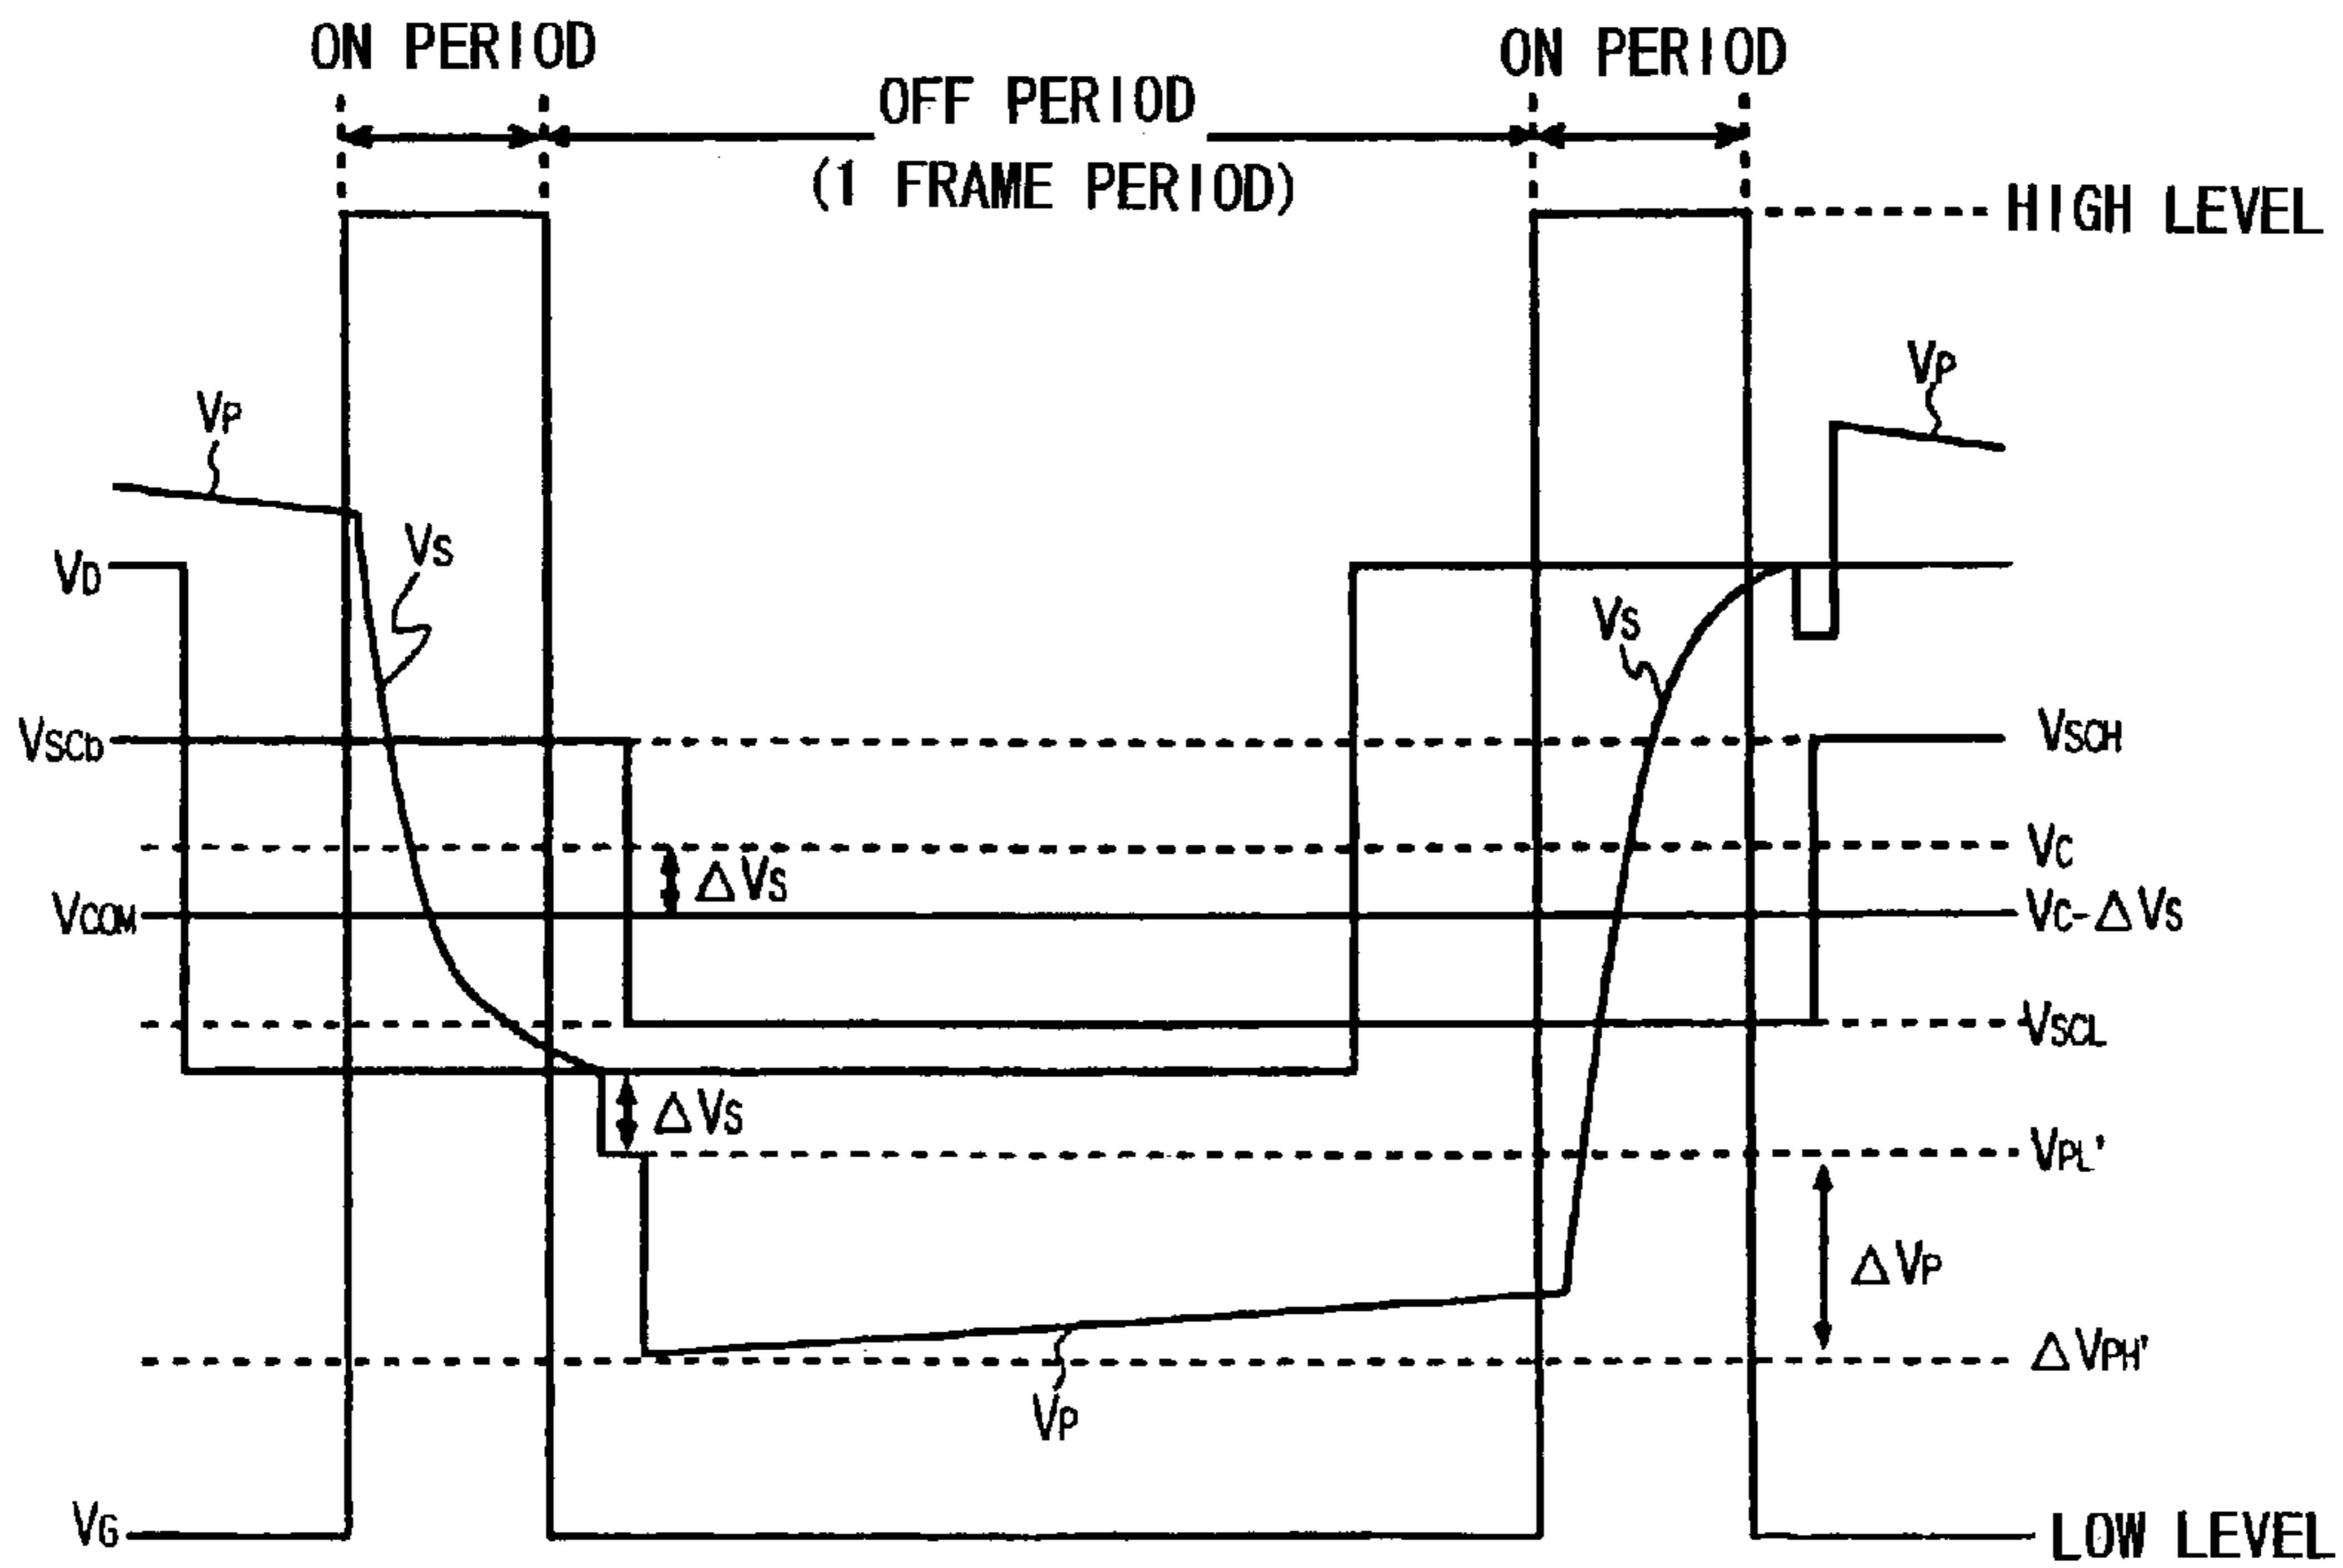 ON PERIOD
ON PERIOD
OFF PERIOD
(1 FRAME PERIOD)
HIGH LEVEL
VP
VP
VS
VD
VS
VSCb
VSCH
VC
ΔVS
VCOM
VC-ΔVS
VSCL
ΔVS
VPL'
ΔVP
ΔVPH'
VP
VG
LOW LEVEL